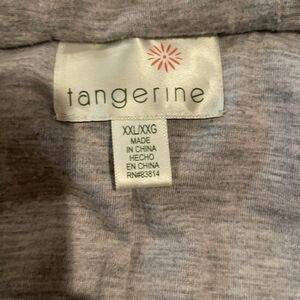 tangerine
XXL/XXG
MADE
IN CHINA
HECHO
EN CHINA
RN#83814